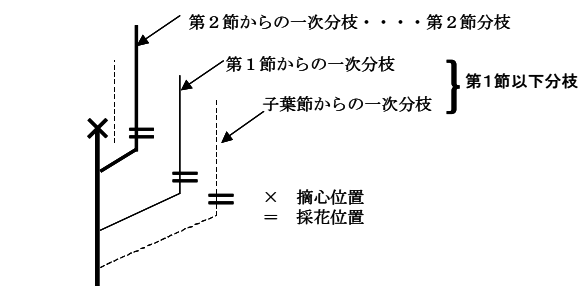 第２節からの一次分枝・・・・第２節分枝
第１節からの一次分枝
第１節以下分枝
子葉節からの一次分枝
×　摘心位置
＝　採花位置